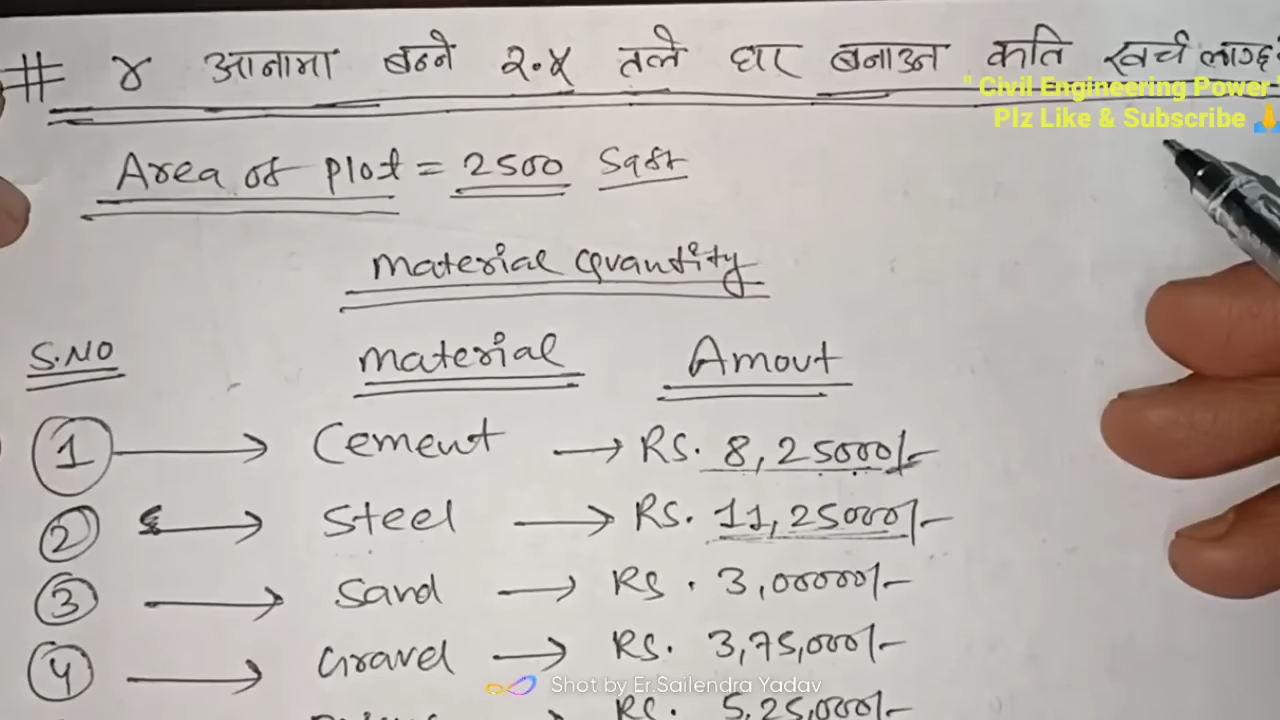 # ४ आनामा बन्ने २.५ तले घर बनाउन कति खर्च लाग्छ?
" Civil Engineering Power "
Plz Like & Subscribe 🙏
Area of Plot = 2500 Sqft
Material Quantity
S.NO Material Amout
1 → Cement → RS. 8,25000/-
2 → Steel → RS. 11,25000/-
3 → Sand → RS. 3,00000/-
4 → Gravel → RS. 3,75,000/-
Shot by Er.Sailendra Yadav
RS. 5,25,000/-